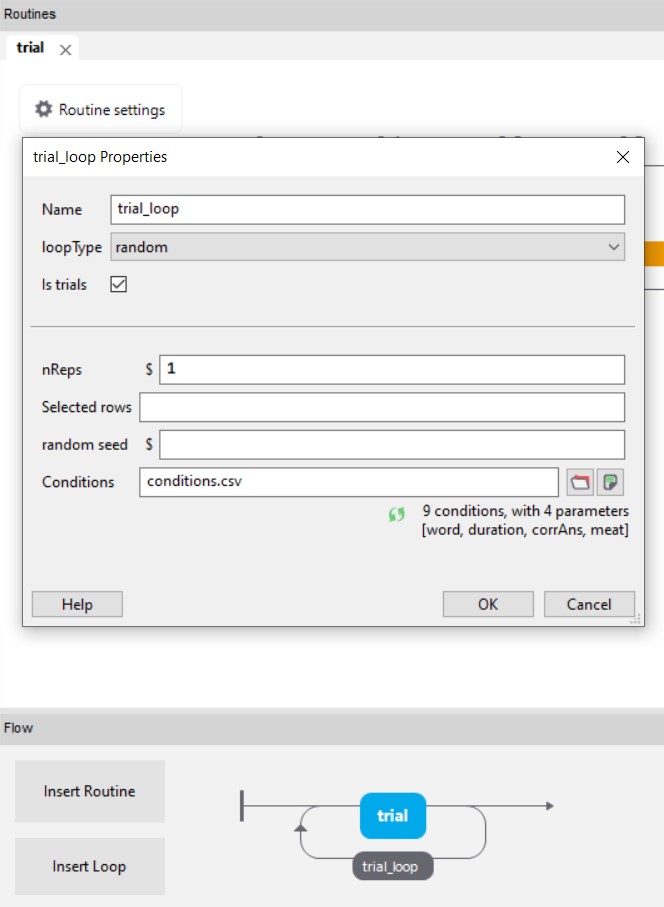 Routines
trial
Routine settings
trial_loop Properties
Name trial_loop
loopType random
Is trials
nReps $ 1
Selected rows
random seed $
Conditions conditions.csv
9 conditions, with 4 parameters
[word, duration, corrAns, meat]
Help OK Cancel
Flow
Insert Routine
trial
Insert Loop
trial_loop